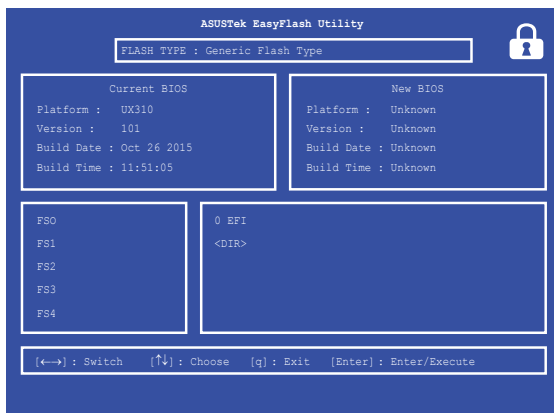 ASUSTek EasyFlash Utility
FLASH TYPE : Generic Flash Type
Current BIOS
Platform : UX310
Version : 101
Build Date : Oct 26 2015
Build Time : 11:51:05
New BIOS
Platform : Unknown
Version : Unknown
Build Date : Unknown
Build Time : Unknown
FS0
FS1
FS2
FS3
FS4
0 EFI
<DIR>
[←→] : Switch [↑↓] : Choose [q] : Exit [Enter] : Enter/Execute